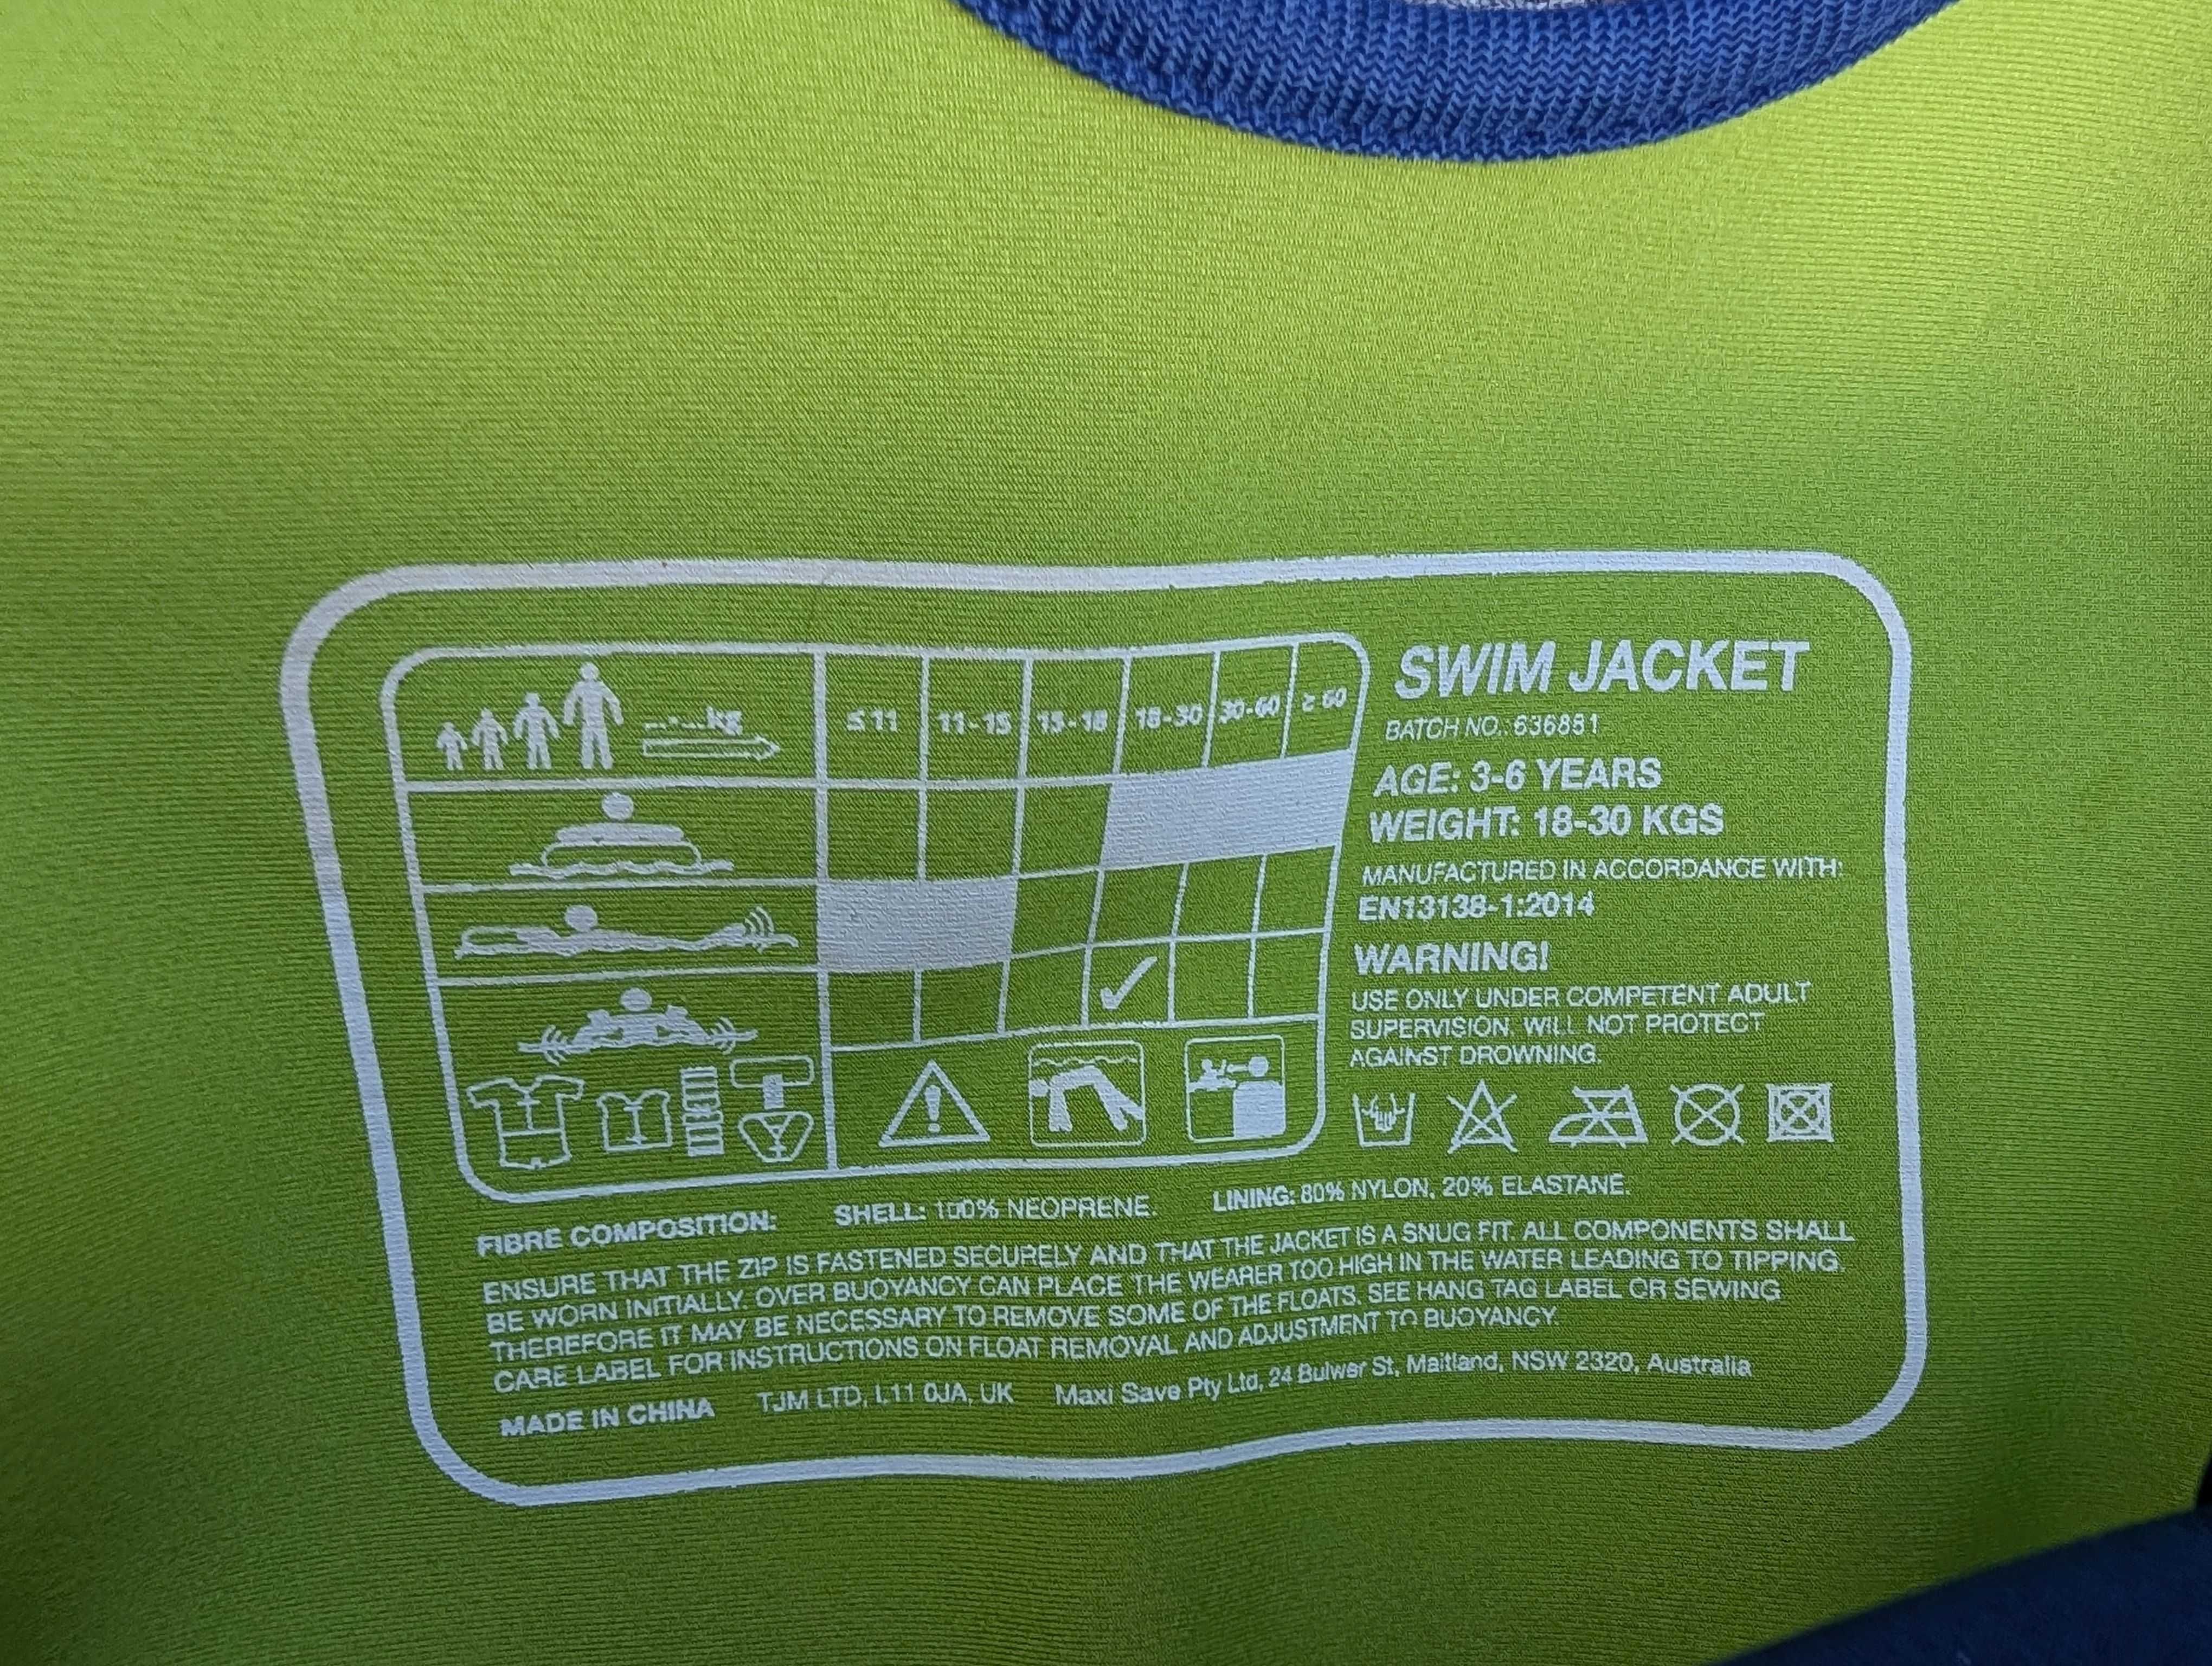 ...-...kg
≤ 11 11-15 15-18 18-30 30-60 ≥ 60
SWIM JACKET
BATCH NO.: 636881
AGE: 3-6 YEARS
WEIGHT: 18-30 KGS
MANUFACTURED IN ACCORDANCE WITH:
EN13138-1:2014
WARNING!
USE ONLY UNDER COMPETENT ADULT
SUPERVISION. WILL NOT PROTECT
AGAINST DROWNING.
FIBRE COMPOSITION: SHELL: 100% NEOPRENE. LINING: 80% NYLON, 20% ELASTANE.
ENSURE THAT THE ZIP IS FASTENED SECURELY AND THAT THE JACKET IS A SNUG FIT. ALL COMPONENTS SHALL
BE WORN INITIALLY. OVER BUOYANCY CAN PLACE THE WEARER TOO HIGH IN THE WATER LEADING TO TIPPING.
THEREFORE IT MAY BE NECESSARY TO REMOVE SOME OF THE FLOATS. SEE HANG TAG LABEL OR SEWING
CARE LABEL FOR INSTRUCTIONS ON FLOAT REMOVAL AND ADJUSTMENT TO BUOYANCY.
MADE IN CHINA TJM LTD, L11 0JA, UK Maxi Save Pty Ltd, 24 Bulwer St, Maitland, NSW 2320, Australia